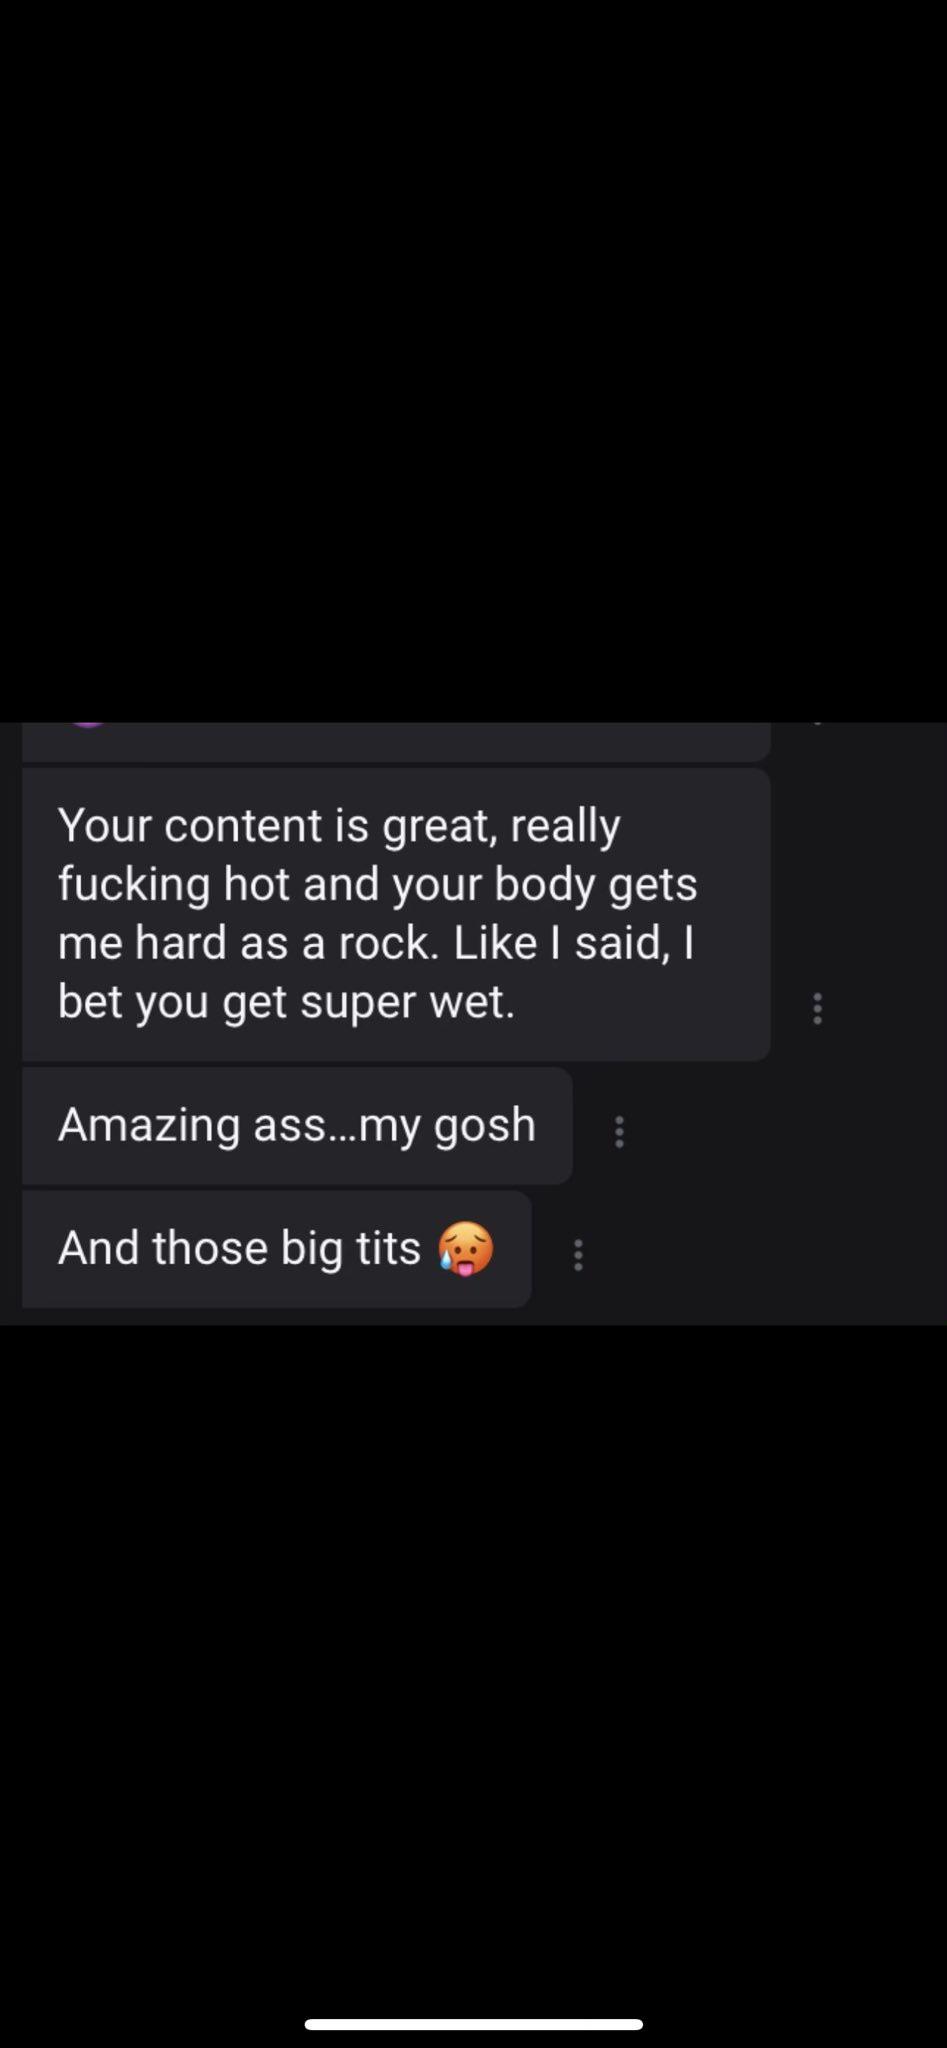 Your content is great, really
fucking hot and your body gets
me hard as a rock. Like I said, I
bet you get super wet.
Amazing ass...my gosh
And those big tits 🥵